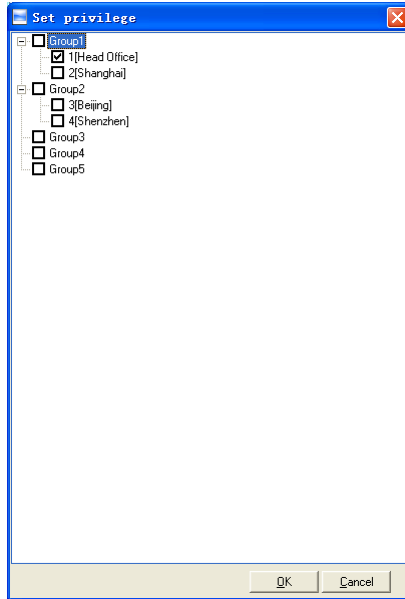 Set privilege
Group1
1[Head Office]
2[Shanghai]
Group2
3[Beijing]
4[Shenzhen]
Group3
Group4
Group5
OK Cancel